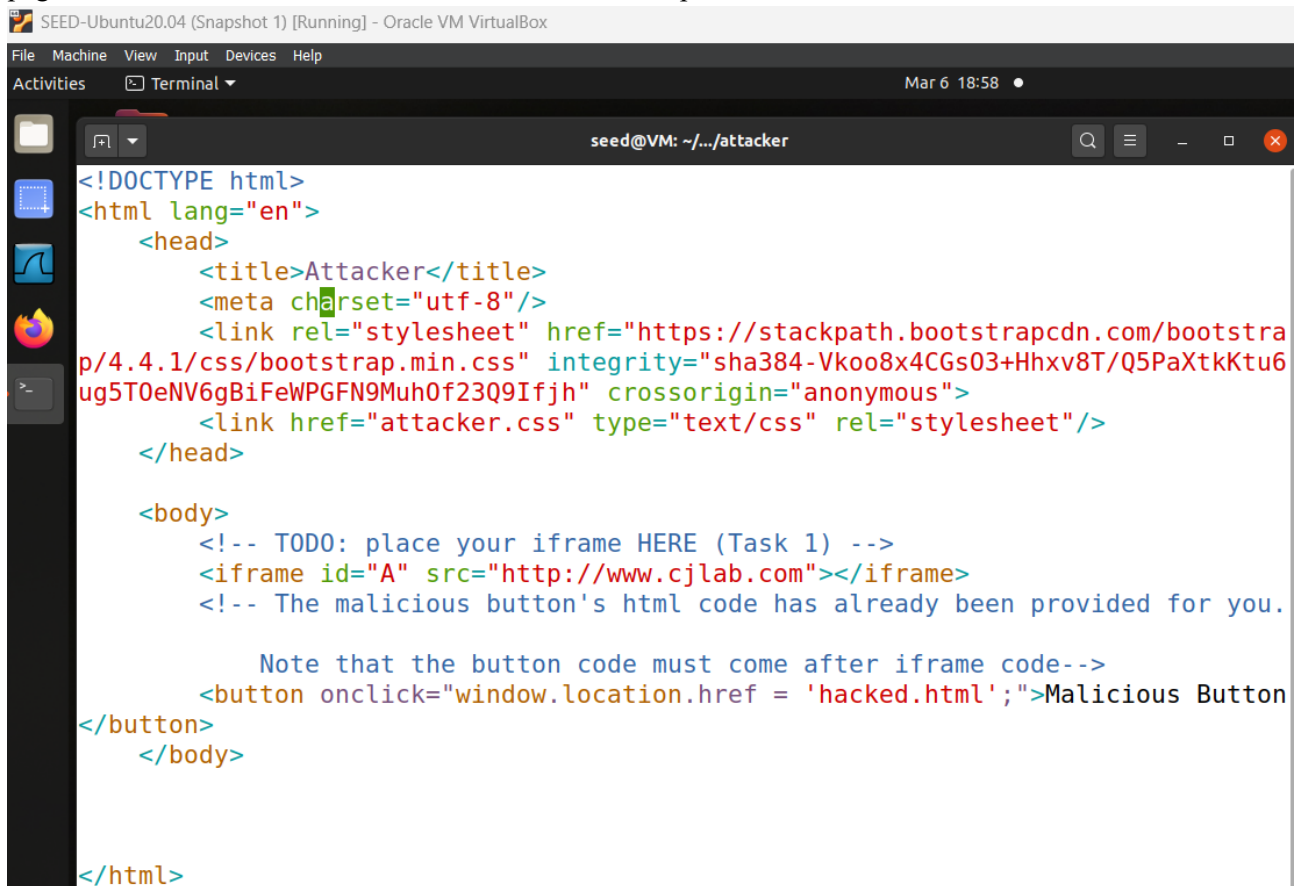 SEED-Ubuntu20.04 (Snapshot 1) [Running] - Oracle VM VirtualBox
File Machine View Input Devices Help
Activities Terminal Mar 6 18:58
seed@VM: ~/.../attacker
<!DOCTYPE html>
<html lang="en">
    <head>
        <title>Attacker</title>
        <meta charset="utf-8"/>
        <link rel="stylesheet" href="https://stackpath.bootstrapcdn.com/bootstra
p/4.4.1/css/bootstrap.min.css" integrity="sha384-Vkoo8x4CGsO3+Hhxv8T/Q5PaXtkKtu6
ug5TOeNV6gBiFeWPGFN9MuhOf23Q9Ifjh" crossorigin="anonymous">
        <link href="attacker.css" type="text/css" rel="stylesheet"/>
    </head>
    <body>
        <!-- TODO: place your iframe HERE (Task 1) -->
        <iframe id="A" src="http://www.cjlab.com"></iframe>
        <!-- The malicious button's html code has already been provided for you.
            Note that the button code must come after iframe code-->
        <button onclick="window.location.href = 'hacked.html';">Malicious Button
</button>
    </body>
</html>